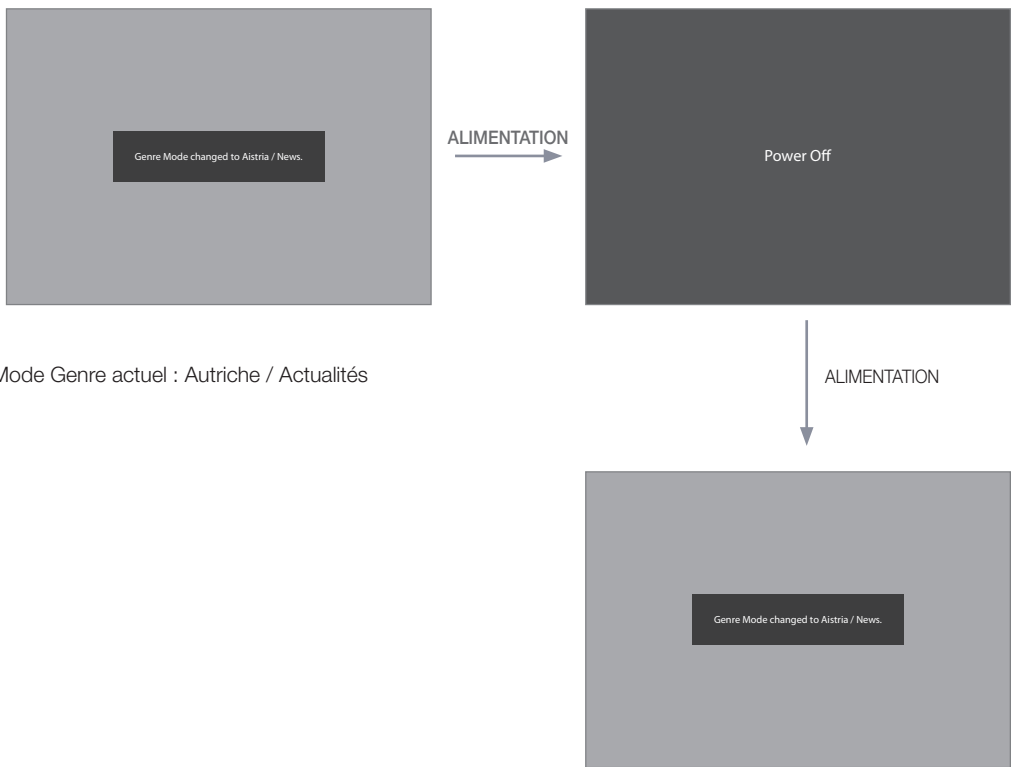 Genre Mode changed to Aistria / News.
ALIMENTATION
Power Off
Mode Genre actuel : Autriche / Actualités
ALIMENTATION
Genre Mode changed to Aistria / News.